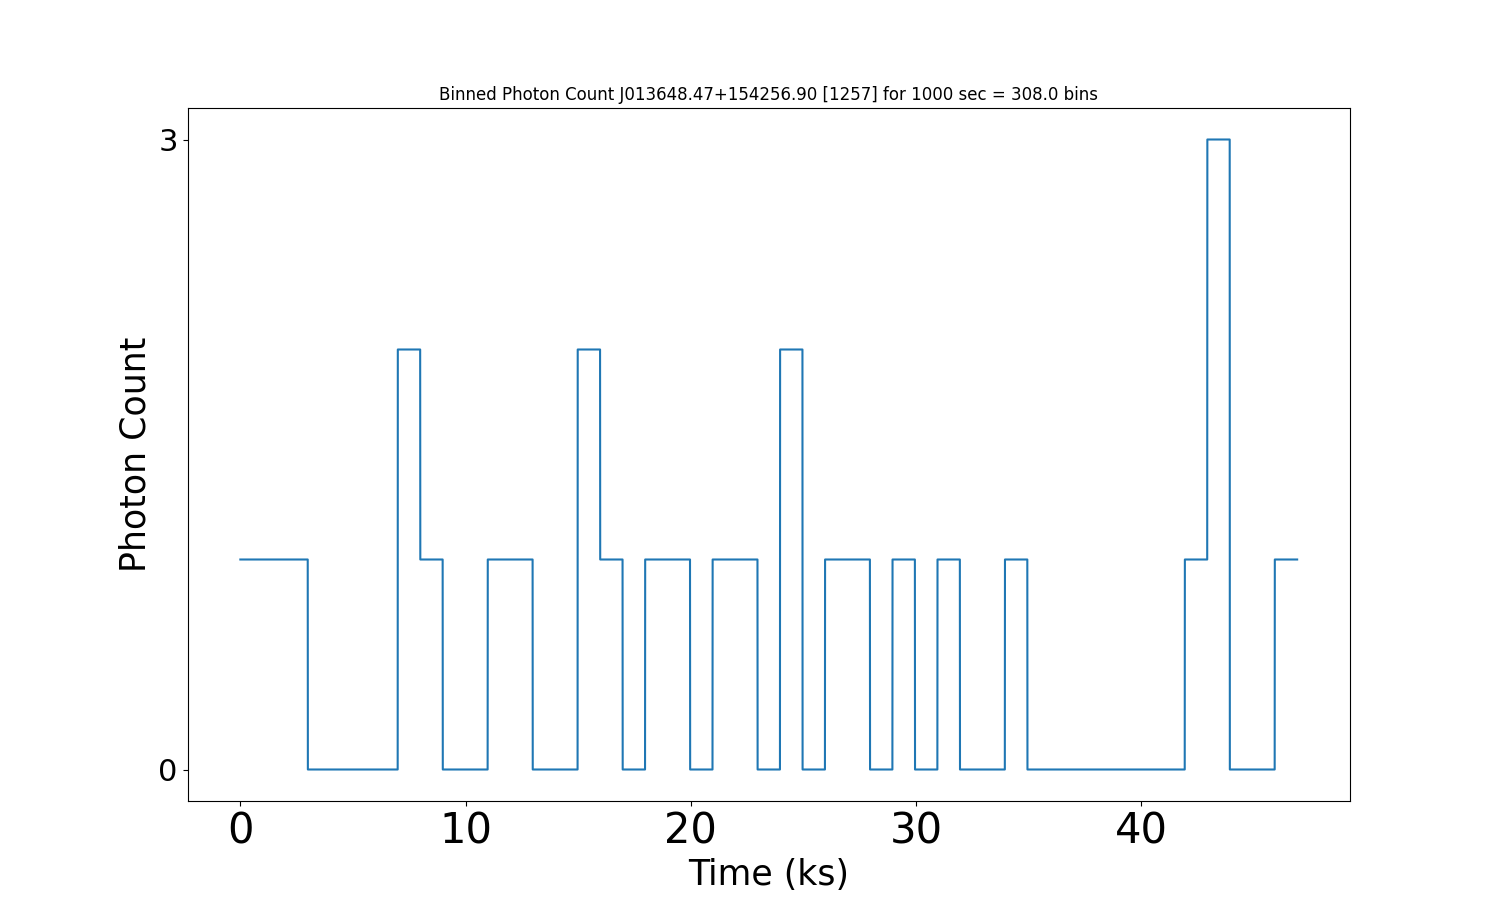 Binned Photon Count J013648.47+154256.90 [1257] for 1000 sec = 308.0 bins
3
Photon Count
0
0 10 20 30 40
Time (ks)